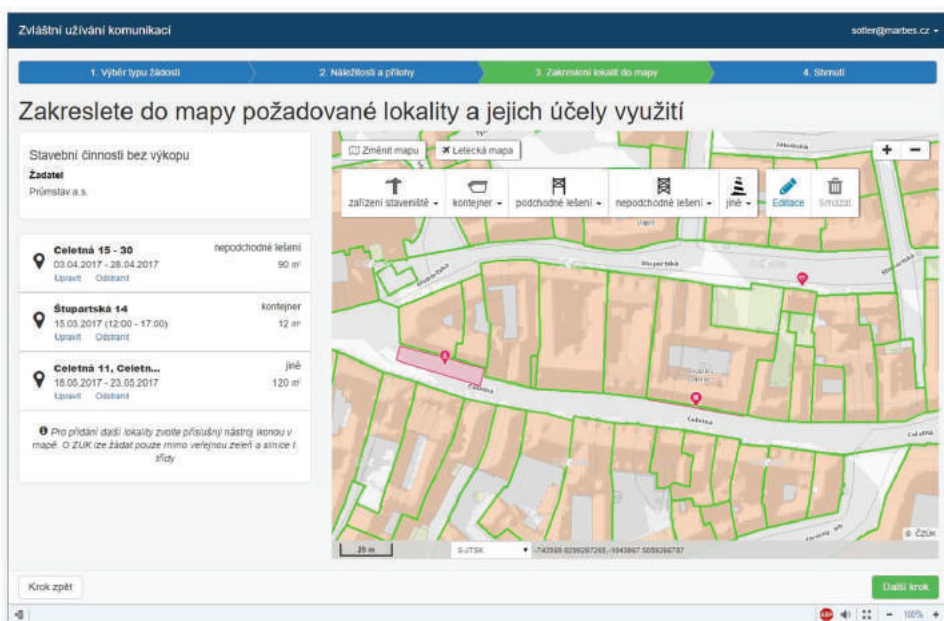 Zvláštní užívání komunikací
sotler@marbes.cz
1. Výběr typu žádosti
2. Náležitosti a přílohy
3. Zakreslení lokalit do mapy
4. Shrnutí
Zakreslete do mapy požadované lokality a jejich účely využití
Stavební činnosti bez výkopu
Žadatel
Průmstav a.s.
Celetná 15 - 30 nepodchodné lešení
03.04.2017 - 28.04.2017 90 m²
Upravit Odstranit
Štupartská 14 kontejner
15.03.2017 (12:00 - 17:00) 12 m²
Upravit Odstranit
Celetná 11, Celetn... jiné
18.05.2017 - 23.05.2017 120 m²
Upravit Odstranit
Pro přidání další lokality zvolte příslušný nástroj ikonou v
mapě. O ZUK lze žádat pouze mimo veřejnou zeleň a silnice I.
třídy
Změnit mapu Letecká mapa
+ −
zařízení staveniště kontejner podchodné lešení nepodchodné lešení jiné Editace Smazat
Jakubská
Štupartská
Štupartská
Celetná
Celetná
Celetná
© ČÚZK
20 m
S-JTSK
Krok zpět
Další krok
ABP
− 100% +